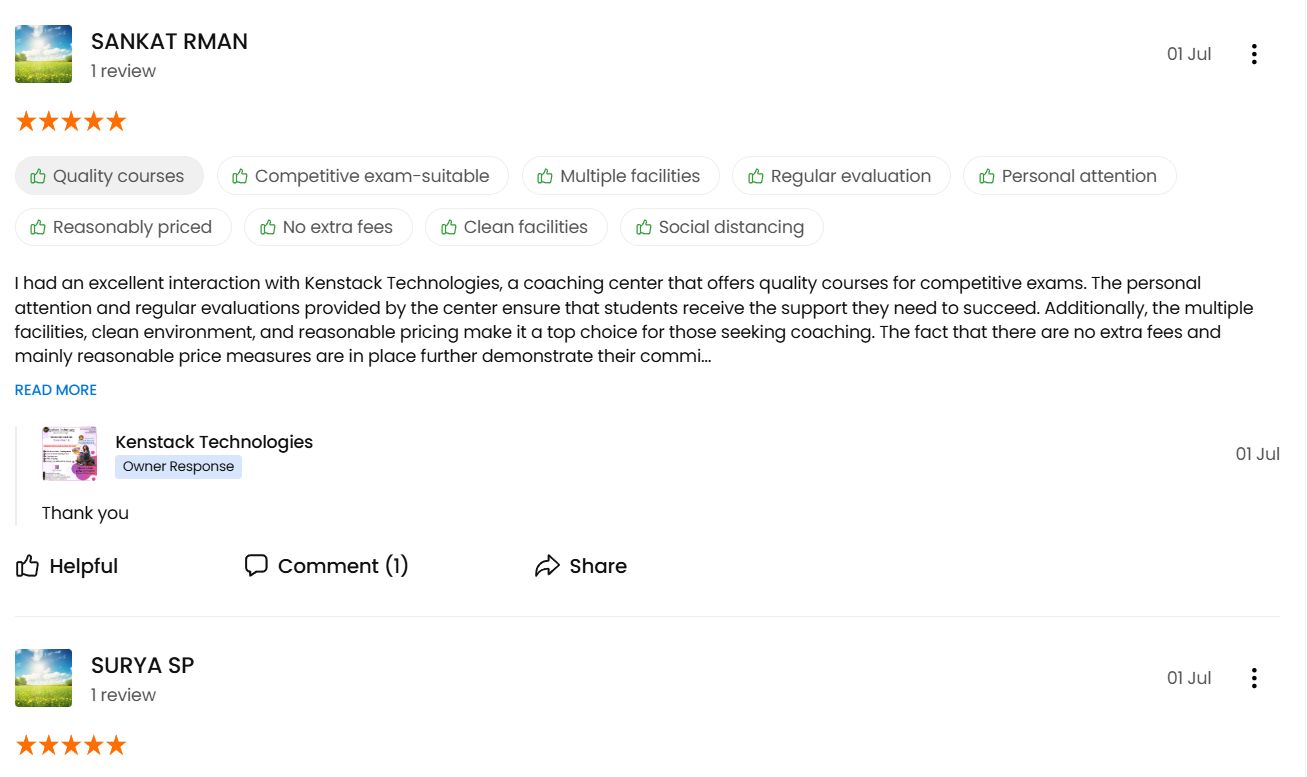 SANKAT RMAN
01 Jul
1 review
Quality courses Competitive exam-suitable Multiple facilities Regular evaluation Personal attention
Reasonably priced No extra fees Clean facilities Social distancing
I had an excellent interaction with Kenstack Technologies, a coaching center that offers quality courses for competitive exams. The personal
attention and regular evaluations provided by the center ensure that students receive the support they need to succeed. Additionally, the multiple
facilities, clean environment, and reasonable pricing make it a top choice for those seeking coaching. The fact that there are no extra fees and
mainly reasonable price measures are in place further demonstrate their commi...
READ MORE
Kenstack Technologies
01 Jul
Owner Response
Thank you
Helpful Comment (1) Share
SURYA SP
01 Jul
1 review